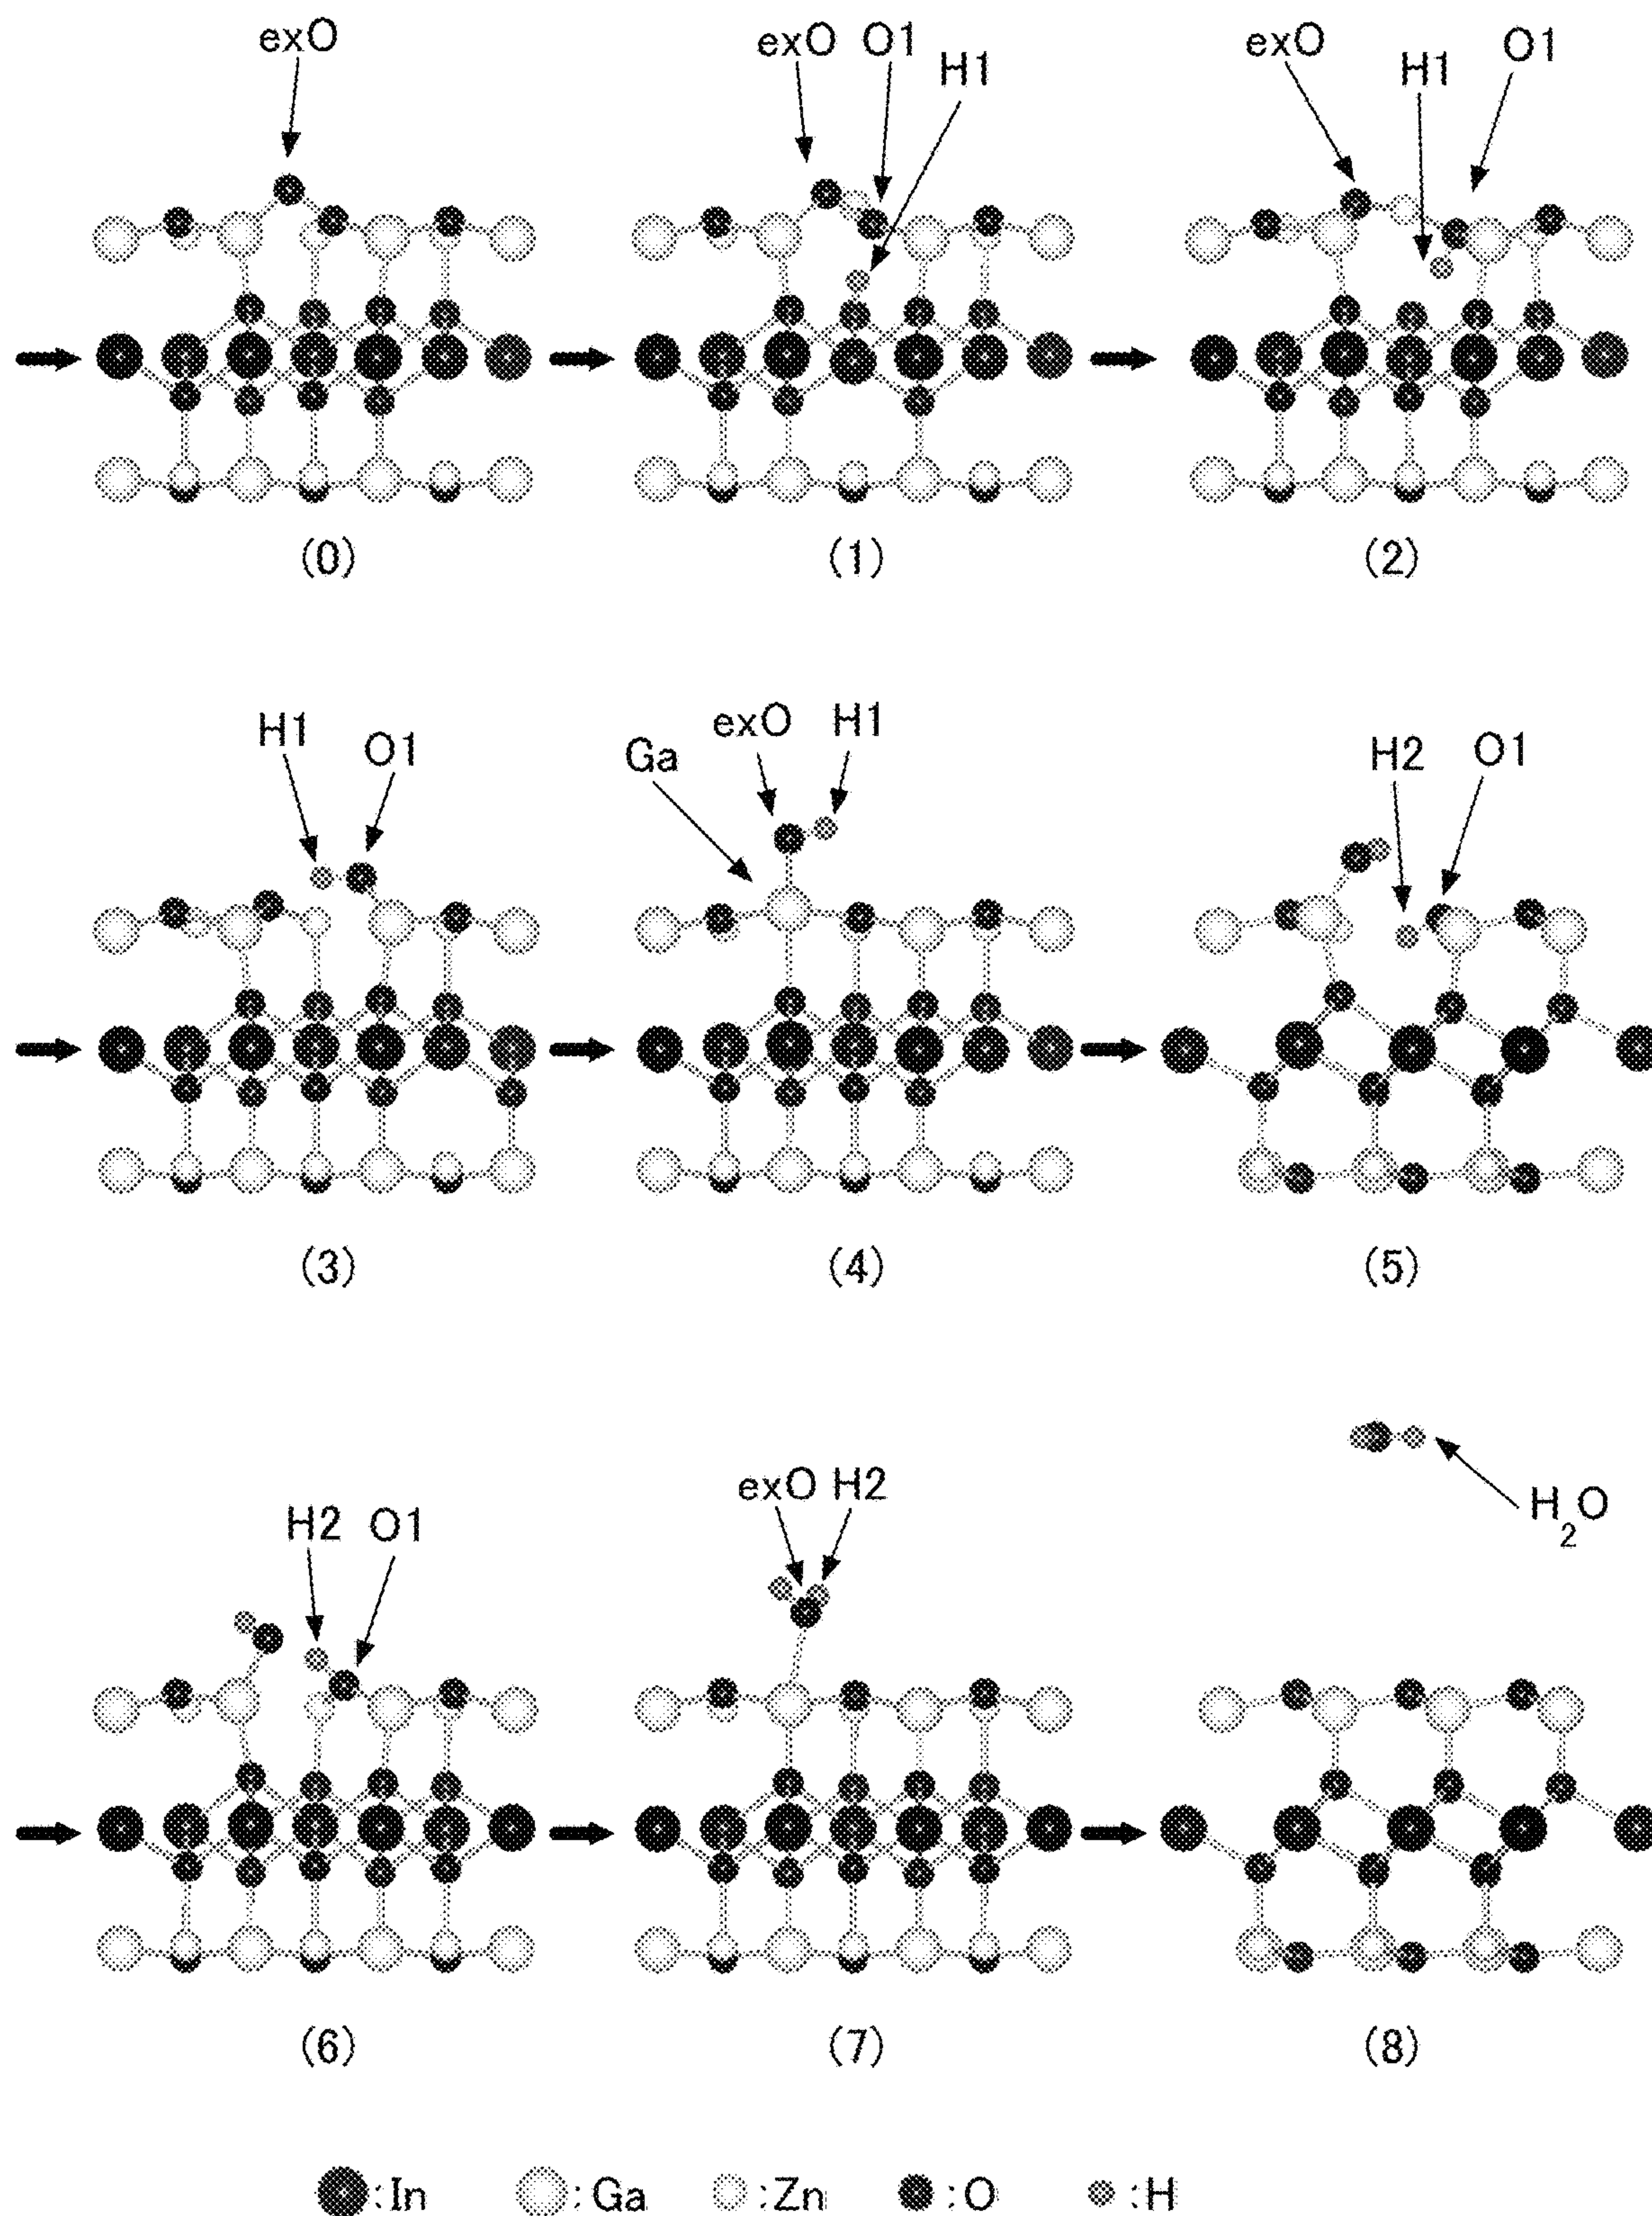 exO
exO O1
H1
exO
H1
O1
(0)
(1)
(2)
H1
O1
Ga
exO
H1
H2
O1
(3)
(4)
(5)
H2
O1
exO H2
H₂O
(6)
(7)
(8)
:In
:Ga
:Zn
:O
:H